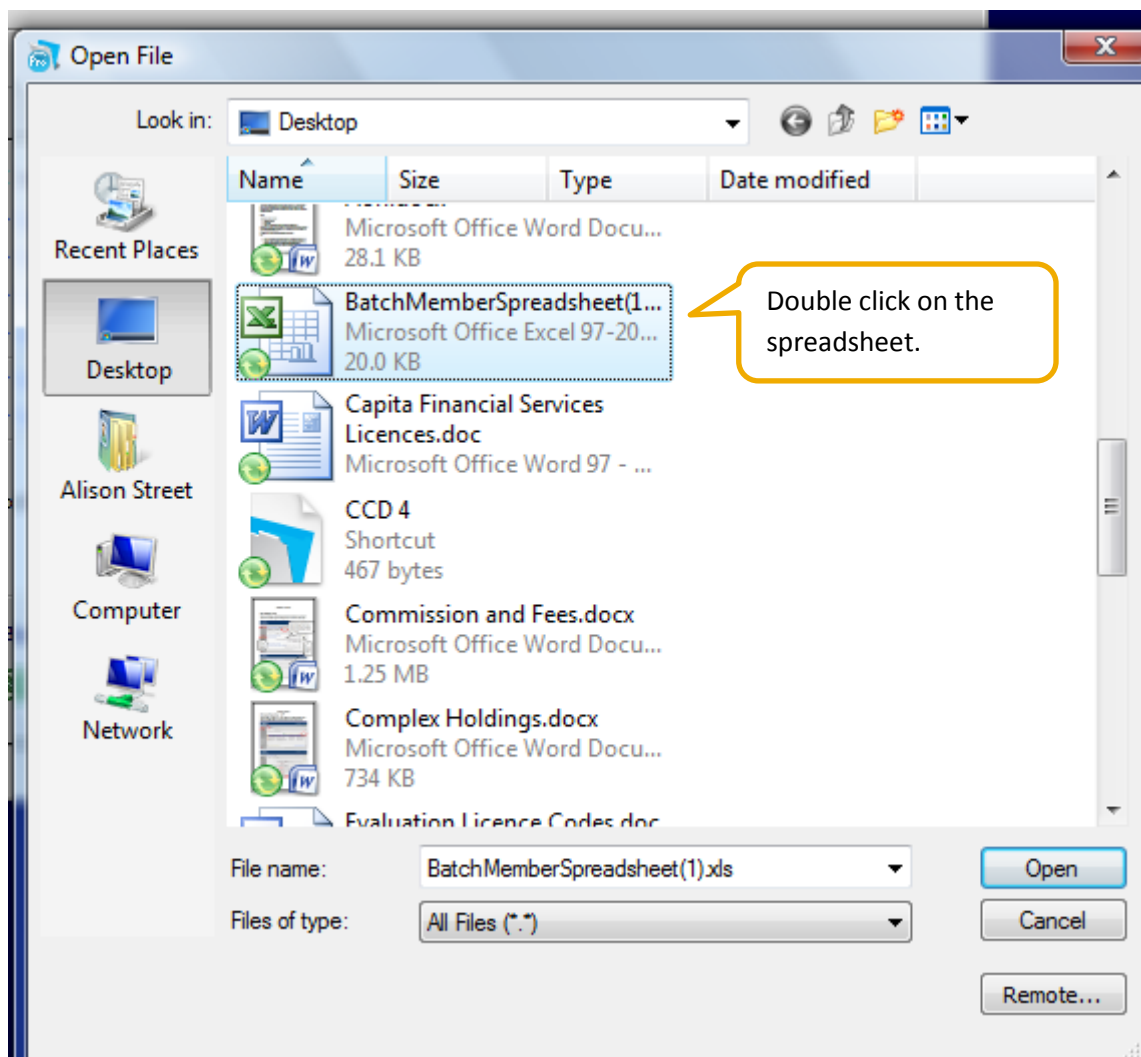 Open File
Look in:
Desktop
Name Size Type Date modified
Microsoft Office Word Docu...
28.1 KB
BatchMemberSpreadsheet(1...
Microsoft Office Excel 97-20...
20.0 KB
Double click on the
spreadsheet.
Capita Financial Services
Licences.doc
Microsoft Office Word 97 - ...
CCD 4
Shortcut
467 bytes
Commission and Fees.docx
Microsoft Office Word Docu...
1.25 MB
Complex Holdings.docx
Microsoft Office Word Docu...
734 KB
Evaluation Licence Codes.doc
Recent Places
Desktop
Alison Street
Computer
Network
File name:
BatchMemberSpreadsheet(1).xls
Open
Files of type:
All Files (*.*)
Cancel
Remote...